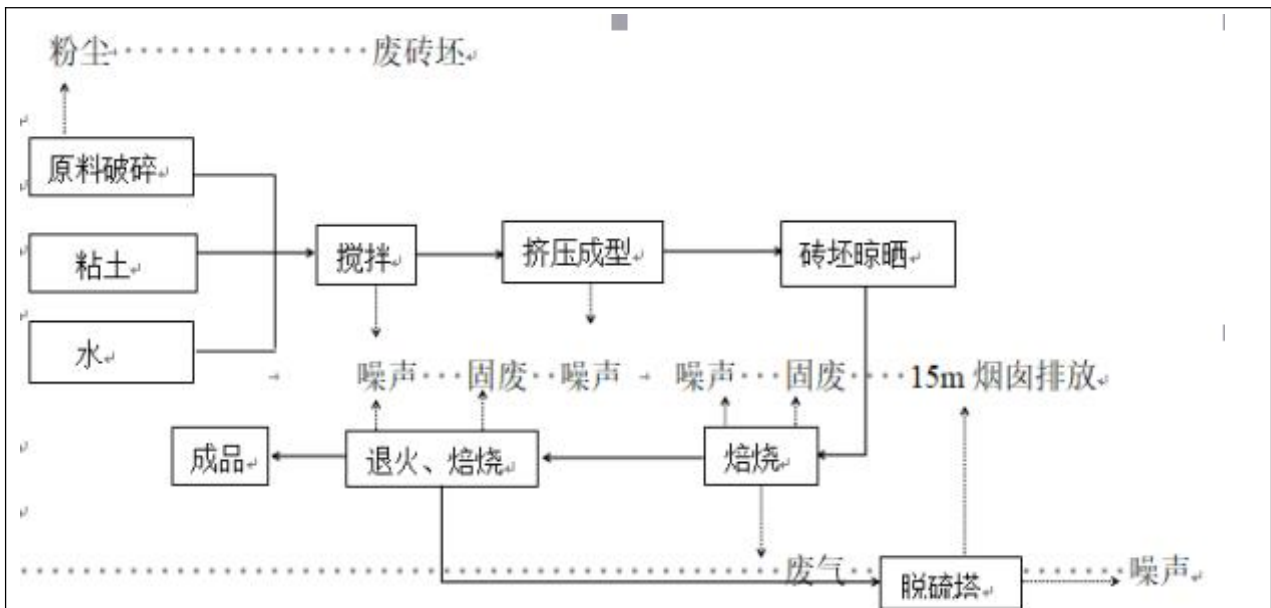 粉尘················废砖坯
原料破碎
粘土
搅拌
挤压成型
砖坯晾晒
水
噪声···固废··噪声 噪声···固废····15m 烟囱排放
成品
退火、焙烧
焙烧
废气
脱硫塔
噪声